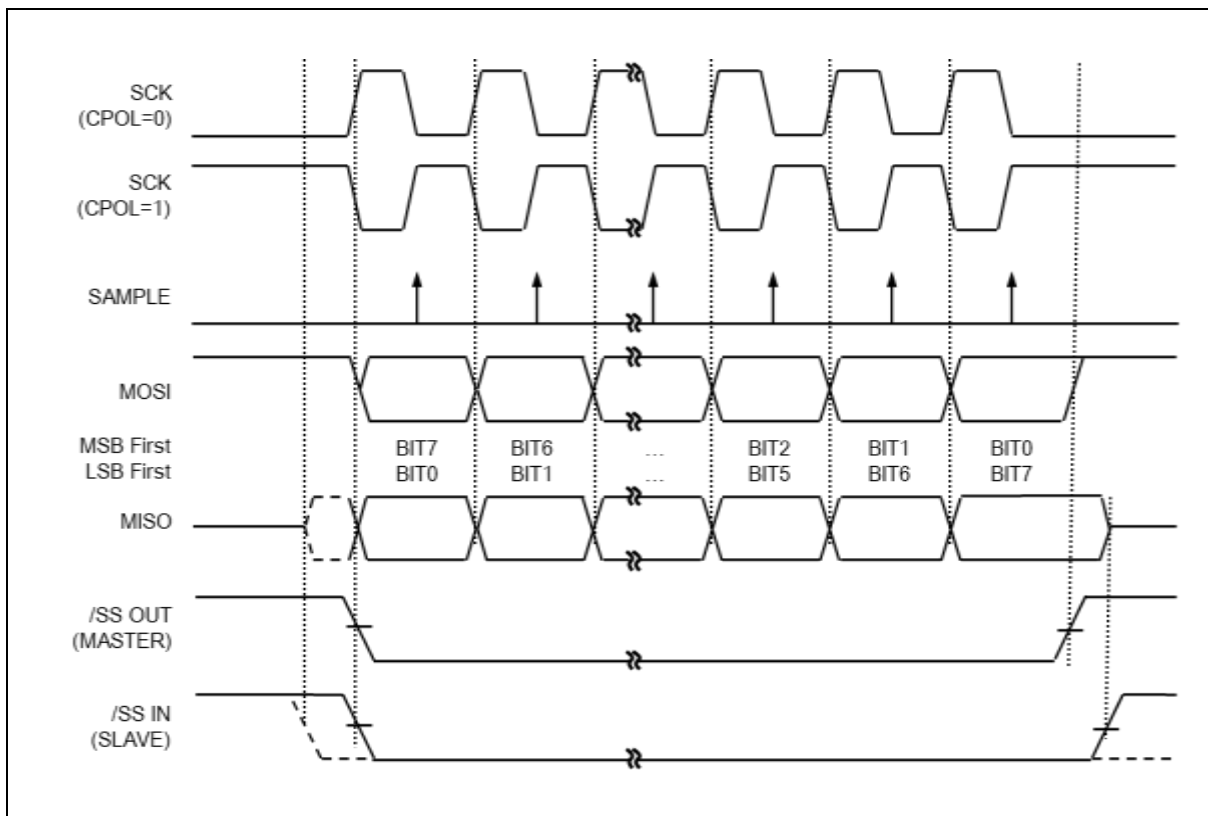 SCK
(CPOL=0)
SCK
(CPOL=1)
SAMPLE
MOSI
MSB First BIT7 BIT6 ... BIT2 BIT1 BIT0
LSB First BIT0 BIT1 ... BIT5 BIT6 BIT7
MISO
/SS OUT
(MASTER)
/SS IN
(SLAVE)